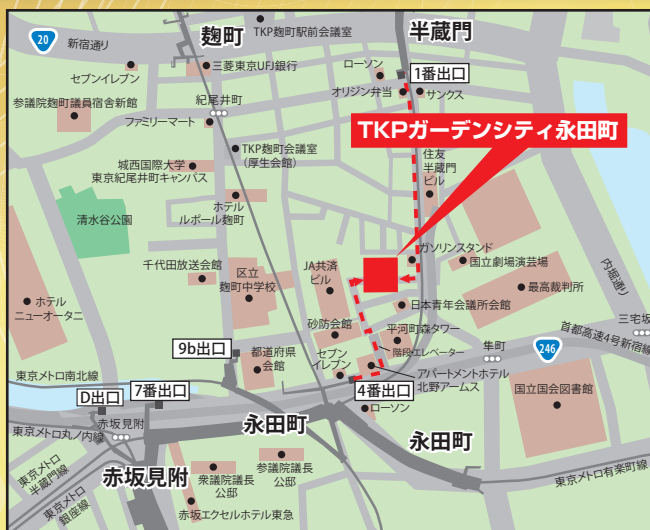 20
新宿通り
麹町
TKP麹町駅前会議室
半蔵門
セブンイレブン
三菱東京UFJ銀行
ローソン
1番出口
参議院麹町議員宿舎新館
紀尾井町
オリジン弁当
サンクス
ファミリーマート
TKPガーデンシティ永田町
TKP麹町会議室
(厚生会館)
住友
半蔵門
ビル
城西国際大学
東京紀尾井町キャンパス
ホテル
ルポール麹町
清水谷公園
ガソリンスタンド
国立劇場演芸場
千代田放送会館
区立
麹町中学校
JA共済
ビル
最高裁判所
内堀通り
ホテル
ニューオータニ
日本青年会議所会館
三宅坂
砂防会館
平河町森タワー
首都高速4号新宿線
9b出口
都道府県
会館
セブン
イレブン
階段・エレベーター
隼町
246
アパートメントホテル
北野アームス
東京メトロ南北線
D出口
7番出口
4番出口
国立国会図書館
ローソン
赤坂見附
永田町
東京メトロ丸ノ内線
永田町
東京メトロ
半蔵門線
赤坂見附
衆議院議長
公邸
参議院議長
公邸
東京メトロ有楽町線
東京メトロ
銀座線
赤坂エクセルホテル東急